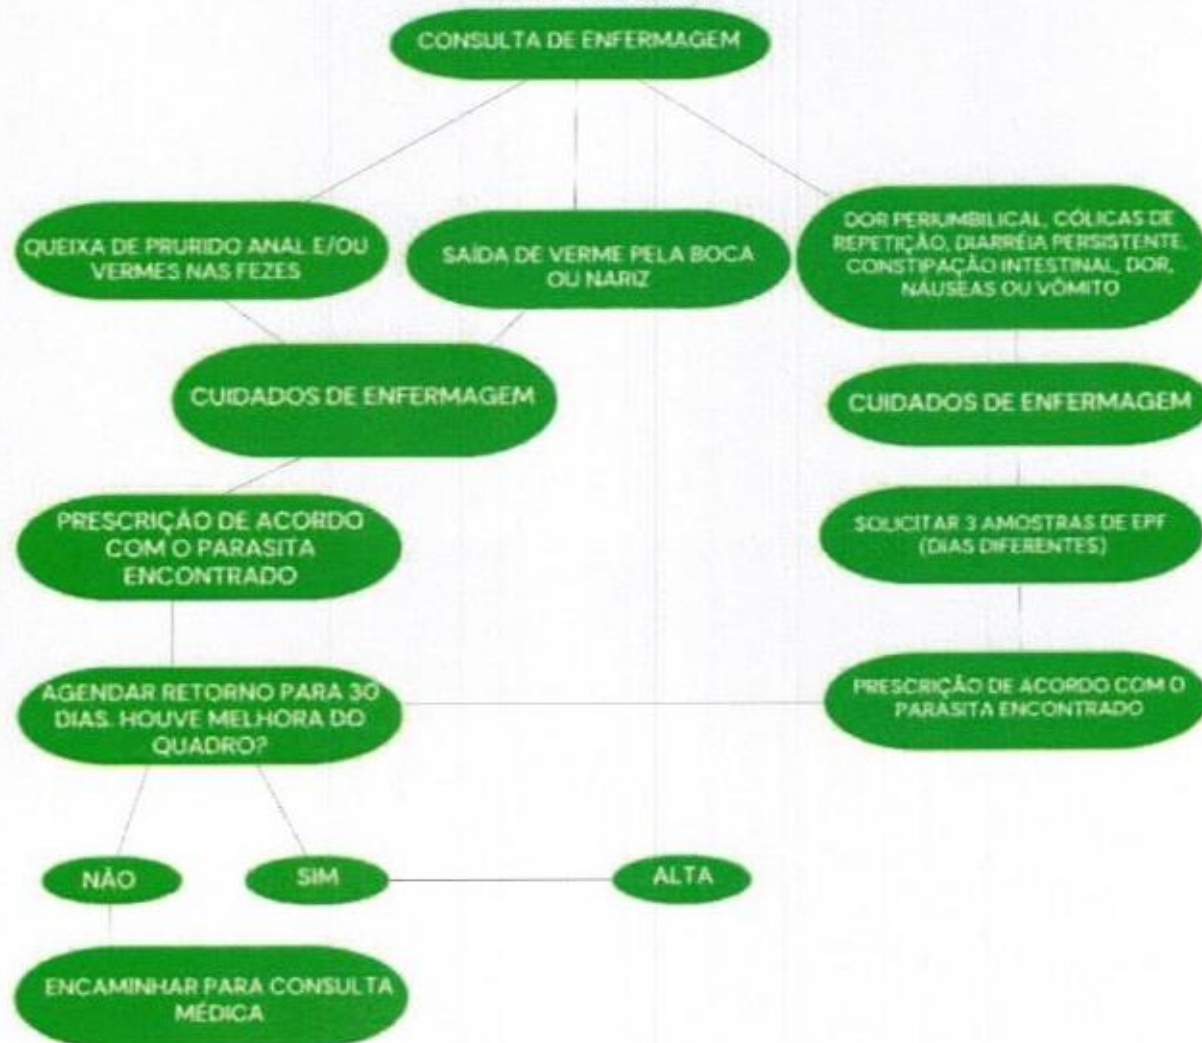 CONSULTA DE ENFERMAGEM
QUEIXA DE PRURIDO ANAL E/OU
VERMES NAS FEZES
SAÍDA DE VERME PELA BOCA
OU NARIZ
DOR PERIUMBILICAL, CÓLICAS DE
REPETIÇÃO, DIARRÉIA PERSISTENTE,
CONSTIPAÇÃO INTESTINAL, DOR,
NÁUSEAS OU VÔMITO
CUIDADOS DE ENFERMAGEM
CUIDADOS DE ENFERMAGEM
PRESCRIÇÃO DE ACORDO
COM O PARASITA
ENCONTRADO
SOLICITAR 3 AMOSTRAS DE EPF
(DIAS DIFERENTES)
AGENDAR RETORNO PARA 30
DIAS. HOUVE MELHORA DO
QUADRO?
PRESCRIÇÃO DE ACORDO COM O
PARASITA ENCONTRADO
NÃO
SIM
ALTA
ENCAMINHAR PARA CONSULTA
MÉDICA